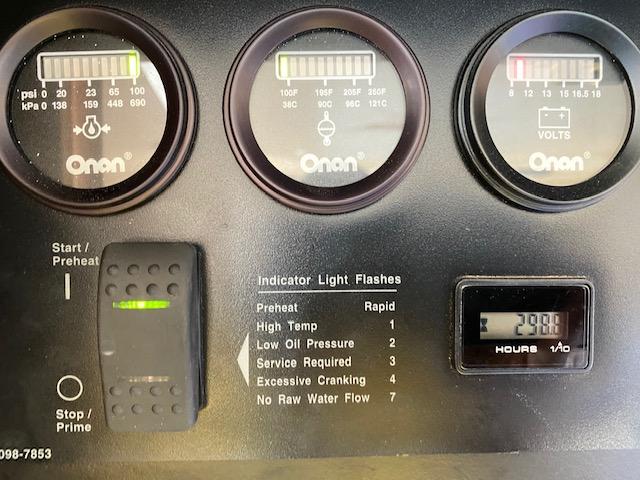 psi 0 20 23 65 100
kPa 0 138 159 448 690
Onan®
100F 195F 205F 250F
38C 90C 96C 121C
Onan®
8 12 13 15 16.5 18
- +
VOLTS
Onan®
Start /
Preheat
Indicator Light Flashes
Preheat Rapid
High Temp 1
Low Oil Pressure 2
Service Required 3
Excessive Cranking 4
No Raw Water Flow 7
298.8
HOURS 1/10
Stop /
Prime
098-7853